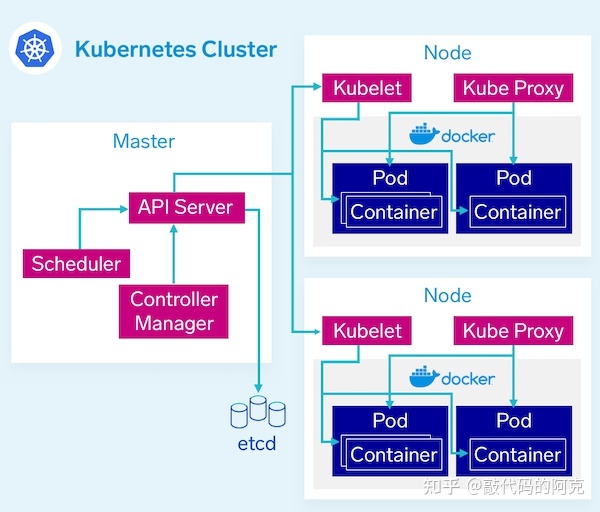 Kubernetes Cluster
Master
API Server
Scheduler
Controller
Manager
etcd
Node
Kubelet
Kube Proxy
docker
Pod
Container
Pod
Container
Node
Kubelet
Kube Proxy
docker
Pod
Container
Pod
Container
知乎 @敲代码的阿克